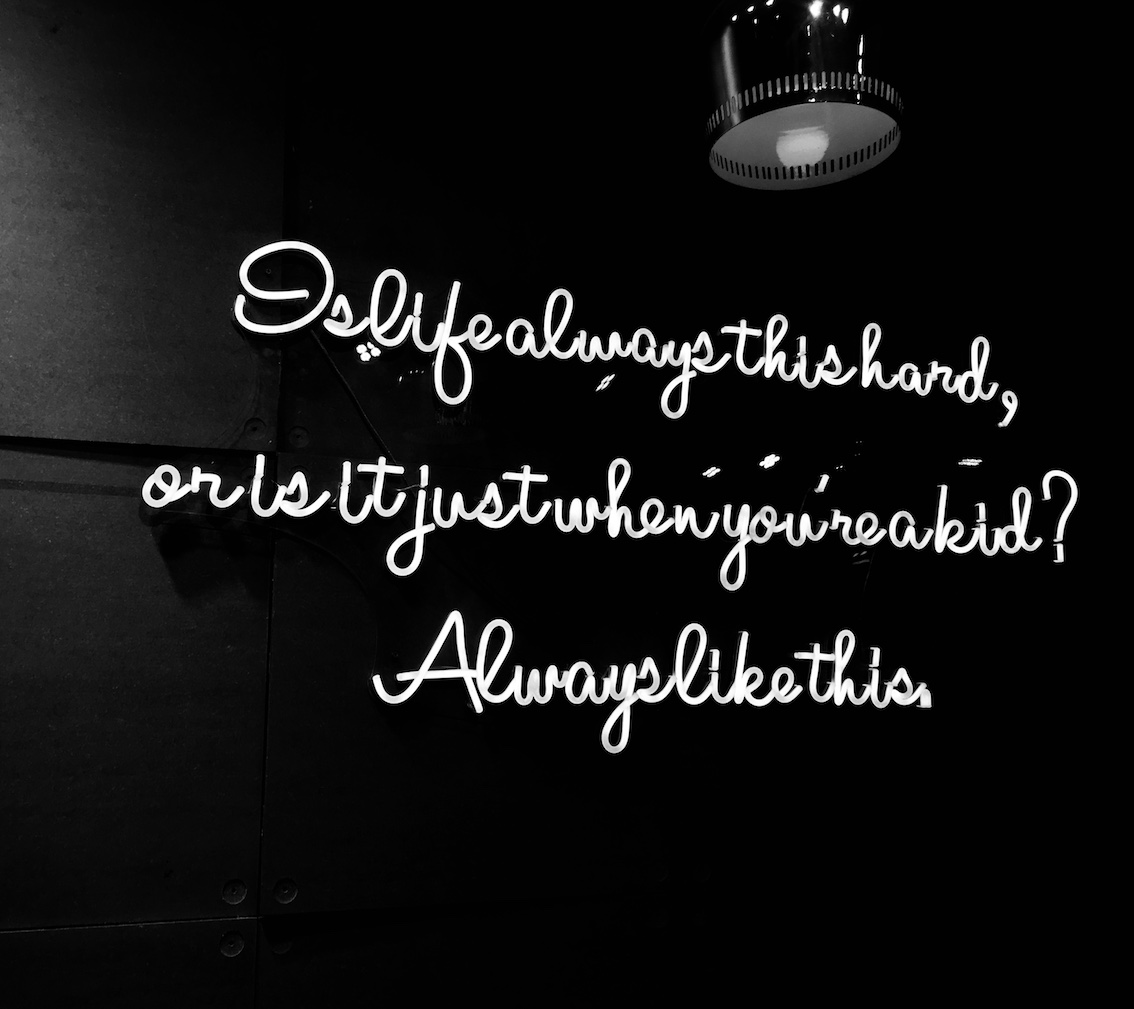 Is life always this hard,
or is it just when you're a kid?
Always like this.